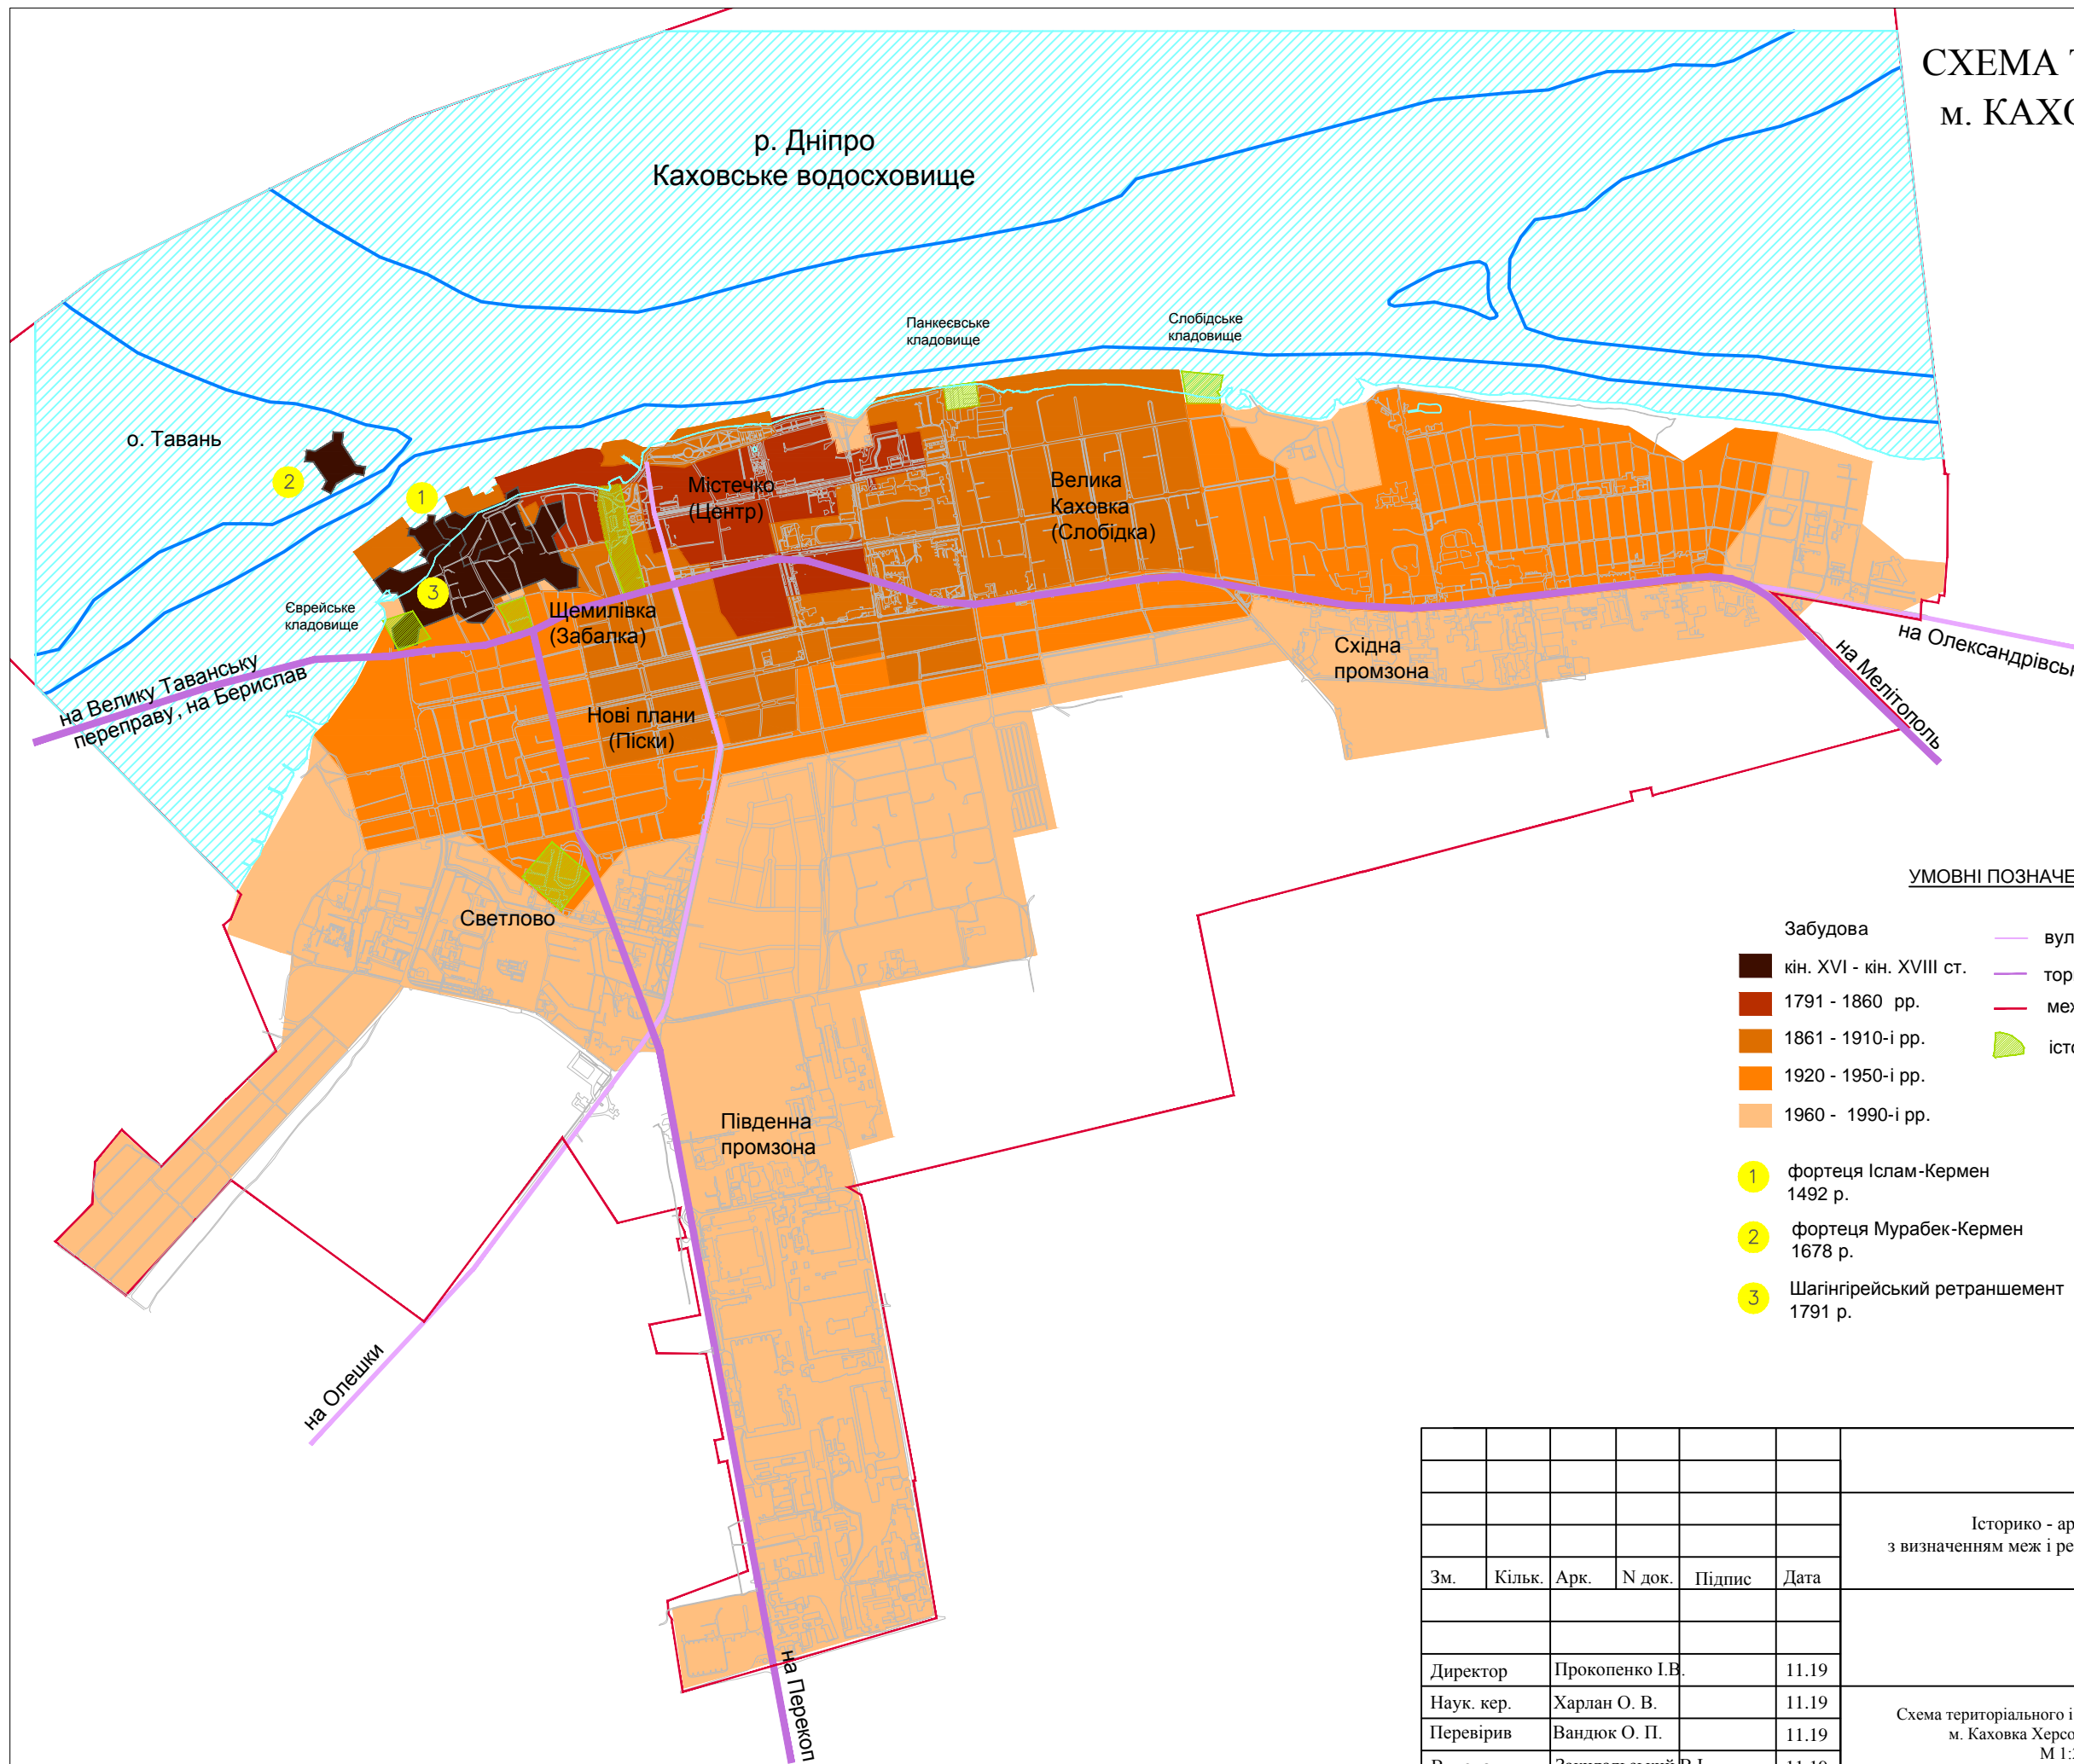 СХЕМА
м. КАХО
р. Дніпро
Каховське водосховище
Панкеєвське
кладовище
Слобідське
кладовище
о. Тавань
2
1
3
Містечко
(Центр)
Велика
Каховка
(Слобідка)
Єврейське
кладовище
Щемилівка
(Забалка)
Східна
промзона
на Олександрівсь
на Мелітополь
на Велику Таванську
переправу, на Берислав
Нові плани
(Піски)
Светлово
Південна
промзона
на Олешки
на Перекоп
УМОВНІ ПОЗНАЧЕ
Забудова
кін. XVI - кін. XVIII ст.
1791 - 1860 рр.
1861 - 1910-і рр.
1920 - 1950-і рр.
1960 - 1990-і рр.
вул
тор
меж
істо
1 фортеця Іслам-Кермен
1492 р.
2 фортеця Мурабек-Кермен
1678 р.
3 Шагінгірейський ретраншемент
1791 р.
Історико - ар
з визначенням меж і ре
Зм. Кільк. Арк. N док. Підпис Дата
Директор Прокопенко І.В. 11.19
Наук. кер. Харлан О. В. 11.19
Перевірив Вандюк О. П. 11.19
Схема територіального і
м. Каховка Херсо
М 1: